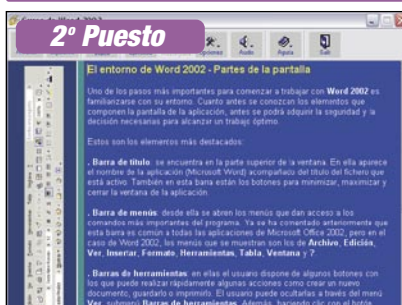 2º Puesto
Audio
Ayuda
Salir
El entorno de Word 2002 - Partes de la pantalla
Uno de los pasos más importantes para comenzar a trabajar con Word 2002 es
familiarizarse con su entorno. Cuanto antes se conozcan los elementos que
componen la pantalla de la aplicación, antes se podrá adquirir la seguridad y la
decisión necesarias para alcanzar un trabajo óptimo.
Estos son los elementos más destacados:
. Barra de título: se encuentra en la parte superior de la ventana. En ella aparece
el nombre de la aplicación (Microsoft Word) acompañado del título del fichero que
está activo. También en esta barra están los botones para minimizar, maximizar y
cerrar la ventana de la aplicación.
. Barra de menús: desde ella se abren los menús que dan acceso a los
comandos más importantes del programa. Ya se ha comentado anteriormente que
esta barra es común a todas las aplicaciones de Microsoft Office 2002, pero en el
caso de Word 2002, los menús que se muestran son los de Archivo, Edición,
Ver, Insertar, Formato, Herramientas, Tabla, Ventana y ?
. Barras de herramientas: en ellas el usuario dispone de algunos botones con
los que puede realizar rápidamente algunas acciones como crear un nuevo
documento, guardarlo o imprimirlo. El usuario puede ocultarlas a través del menú
Ver, submenú Barras de herramientas. Además, haciendo clic con el botón